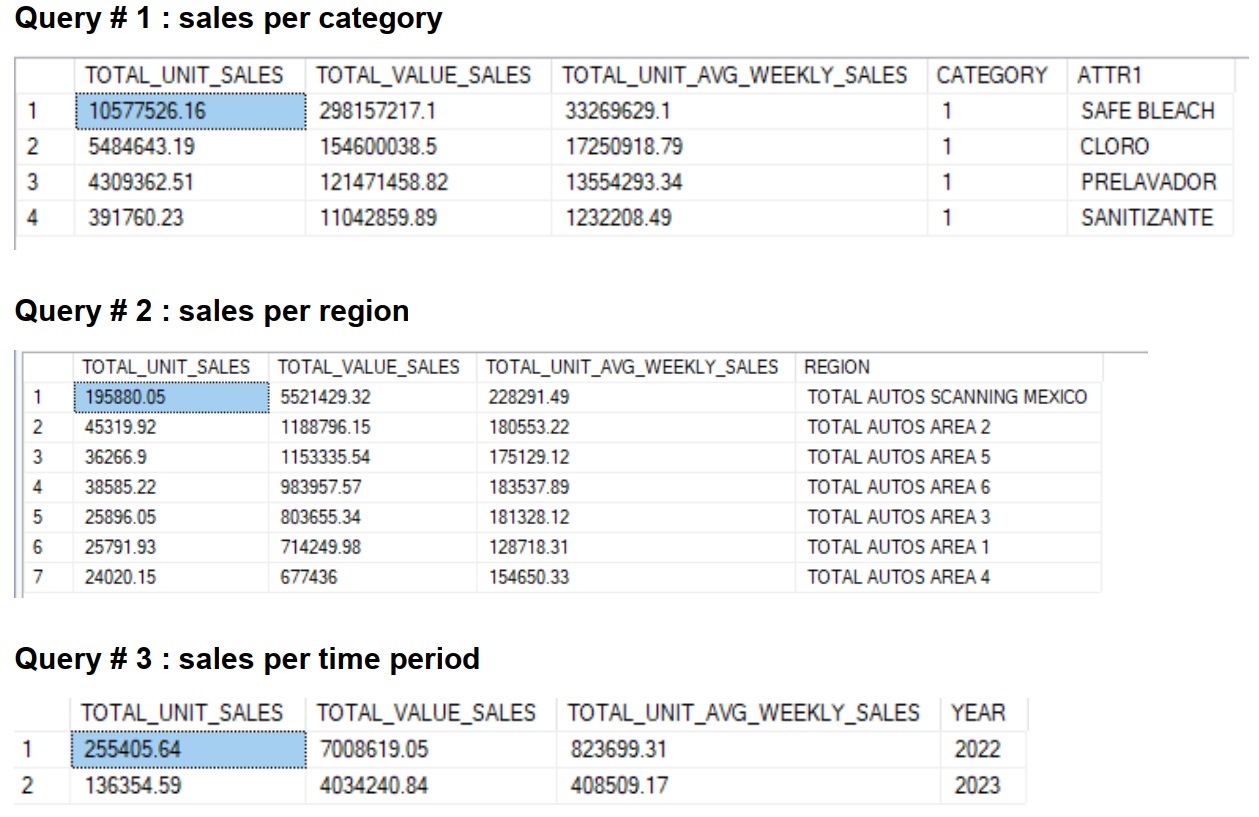 Query # 1 : sales per category
TOTAL_UNIT_SALES TOTAL_VALUE_SALES TOTAL_UNIT_AVG_WEEKLY_SALES CATEGORY ATTR1
1 10577526.16 298157217.1 33269629.1 1 SAFE BLEACH
2 5484643.19 154600038.5 17250918.79 1 CLORO
3 4309362.51 121471458.82 13554293.34 1 PRELAVADOR
4 391760.23 11042859.89 1232208.49 1 SANITIZANTE
Query # 2 : sales per region
TOTAL_UNIT_SALES TOTAL_VALUE_SALES TOTAL_UNIT_AVG_WEEKLY_SALES REGION
1 195880.05 5521429.32 228291.49 TOTAL AUTOS SCANNING MEXICO
2 45319.92 1188796.15 180553.22 TOTAL AUTOS AREA 2
3 36266.9 1153335.54 175129.12 TOTAL AUTOS AREA 5
4 38585.22 983957.57 183537.89 TOTAL AUTOS AREA 6
5 25896.05 803655.34 181328.12 TOTAL AUTOS AREA 3
6 25791.93 714249.98 128718.31 TOTAL AUTOS AREA 1
7 24020.15 677436 154650.33 TOTAL AUTOS AREA 4
Query # 3 : sales per time period
TOTAL_UNIT_SALES TOTAL_VALUE_SALES TOTAL_UNIT_AVG_WEEKLY_SALES YEAR
1 255405.64 7008619.05 823699.31 2022
2 136354.59 4034240.84 408509.17 2023